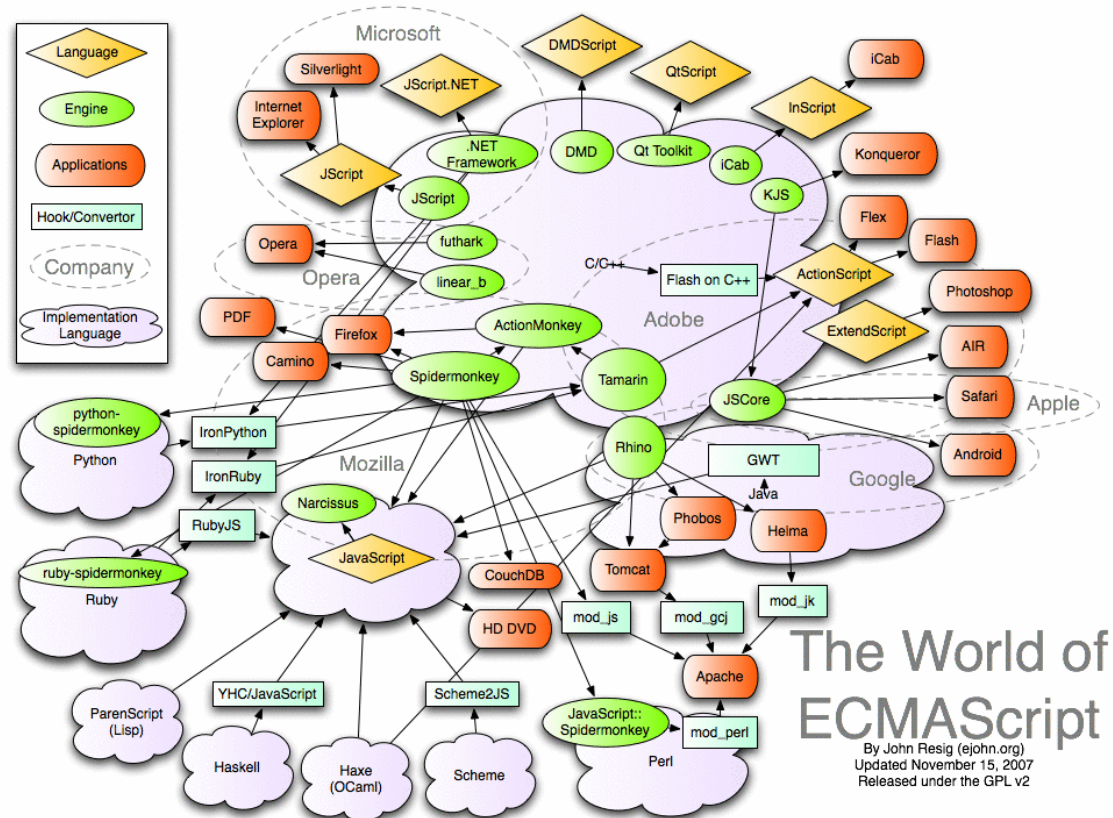 Language
Engine
Applications
Hook/Convertor
Company
Implementation
Language
Microsoft
Silverlight
Internet
Explorer
JScript.NET
.NET
Framework
JScript
JScript
DMDScript
DMD
QtScript
Qt Toolkit
iCab
InScript
iCab
KJS
Konqueror
Opera
futhark
linear_b
Opera
C/C++
Flash on C++
ActionScript
Flex
Flash
Photoshop
ExtendScript
Adobe
AIR
PDF
Firefox
Camino
ActionMonkey
Spidermonkey
Tamarin
JSCore
Safari
Apple
Android
python-
spidermonkey
Python
IronPython
IronRuby
Mozilla
Rhino
GWT
Java
Google
RubyJS
Narcissus
JavaScript
Phobos
Helma
ruby-spidermonkey
Ruby
CouchDB
Tomcat
HD DVD
mod_js
mod_gcj
mod_jk
Apache
YHC/JavaScript
Scheme2JS
ParenScript
(Lisp)
Haskell
Haxe
(OCaml)
Scheme
JavaScript::
Spidermonkey
mod_perl
Perl
The World of
ECMAScript
By John Resig (ejohn.org)
Updated November 15, 2007
Released under the GPL v2